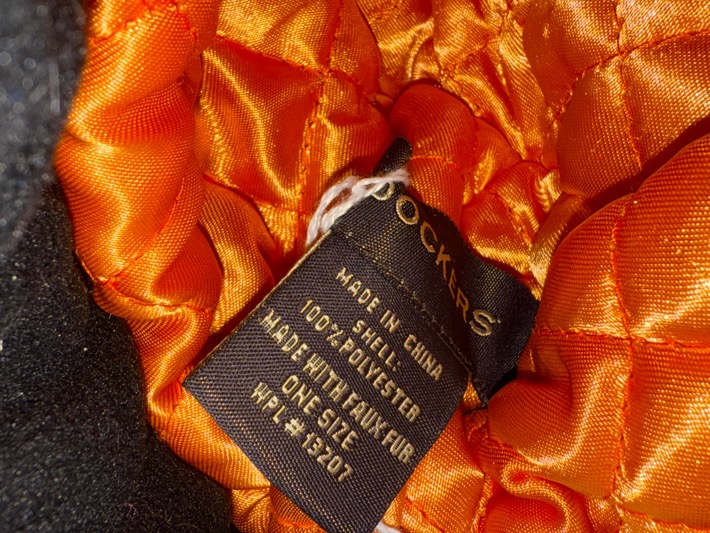 DOCKERS
MADE IN CHINA
SHELL:
100% POLYESTER
MADE WITH FAUX FUR
ONE SIZE
WPL # 13207